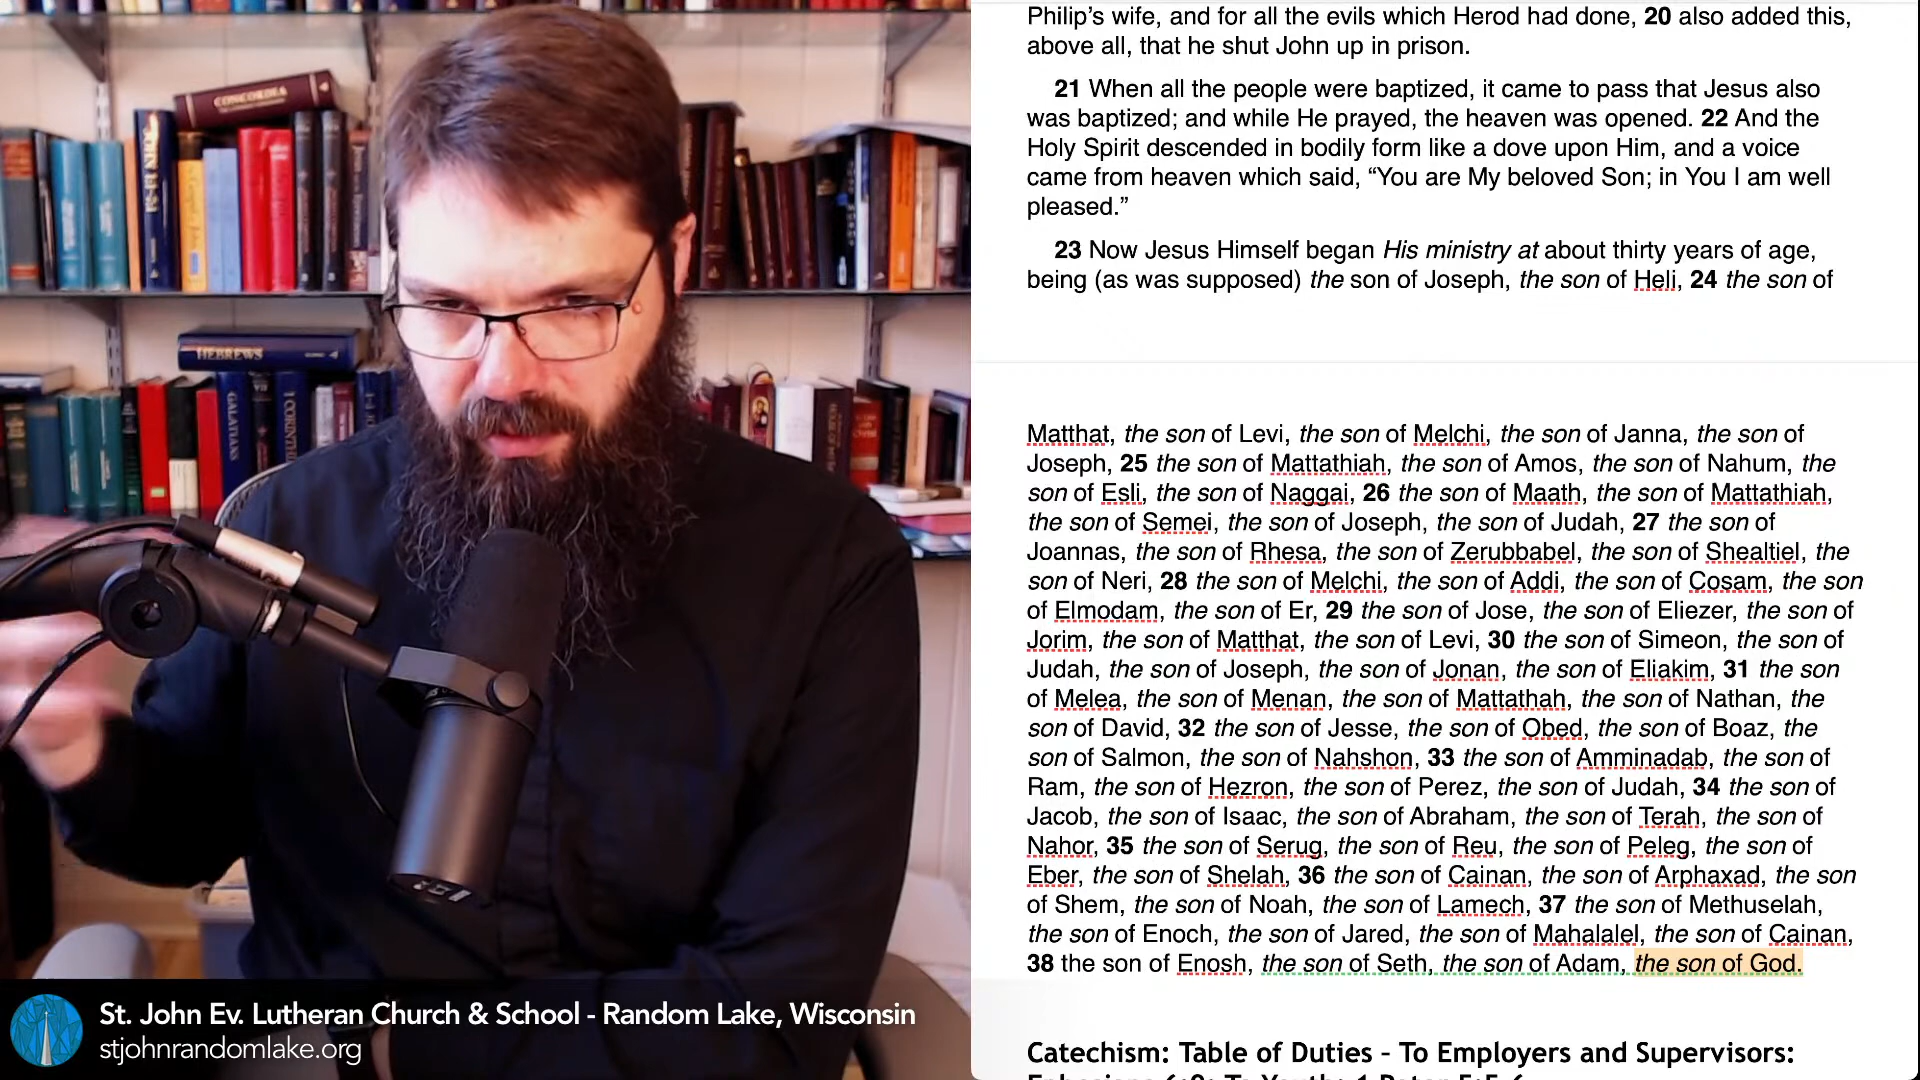 CONCORDIA
HEBREWS
GALATIANS
1 CORINTHIANS
St. John Ev. Lutheran Church & School - Random Lake, Wisconsin
stjohnrandomlake.org
Philip’s wife, and for all the evils which Herod had done, 20 also added this,
above all, that he shut John up in prison.
21 When all the people were baptized, it came to pass that Jesus also
was baptized; and while He prayed, the heaven was opened. 22 And the
Holy Spirit descended in bodily form like a dove upon Him, and a voice
came from heaven which said, “You are My beloved Son; in You I am well
pleased.”
23 Now Jesus Himself began His ministry at about thirty years of age,
being (as was supposed) the son of Joseph, the son of Heli, 24 the son of
Matthat, the son of Levi, the son of Melchi, the son of Janna, the son of
Joseph, 25 the son of Mattathiah, the son of Amos, the son of Nahum, the
son of Esli, the son of Naggai, 26 the son of Maath, the son of Mattathiah,
the son of Semei, the son of Joseph, the son of Judah, 27 the son of
Joannas, the son of Rhesa, the son of Zerubbabel, the son of Shealtiel, the
son of Neri, 28 the son of Melchi, the son of Addi, the son of Cosam, the son
of Elmodam, the son of Er, 29 the son of Jose, the son of Eliezer, the son of
Jorim, the son of Matthat, the son of Levi, 30 the son of Simeon, the son of
Judah, the son of Joseph, the son of Jonan, the son of Eliakim, 31 the son
of Melea, the son of Menan, the son of Mattathah, the son of Nathan, the
son of David, 32 the son of Jesse, the son of Obed, the son of Boaz, the
son of Salmon, the son of Nahshon, 33 the son of Amminadab, the son of
Ram, the son of Hezron, the son of Perez, the son of Judah, 34 the son of
Jacob, the son of Isaac, the son of Abraham, the son of Terah, the son of
Nahor, 35 the son of Serug, the son of Reu, the son of Peleg, the son of
Eber, the son of Shelah, 36 the son of Cainan, the son of Arphaxad, the son
of Shem, the son of Noah, the son of Lamech, 37 the son of Methuselah,
the son of Enoch, the son of Jared, the son of Mahalalel, the son of Cainan,
38 the son of Enosh, the son of Seth, the son of Adam, the son of God.
Catechism: Table of Duties - To Employers and Supervisors: